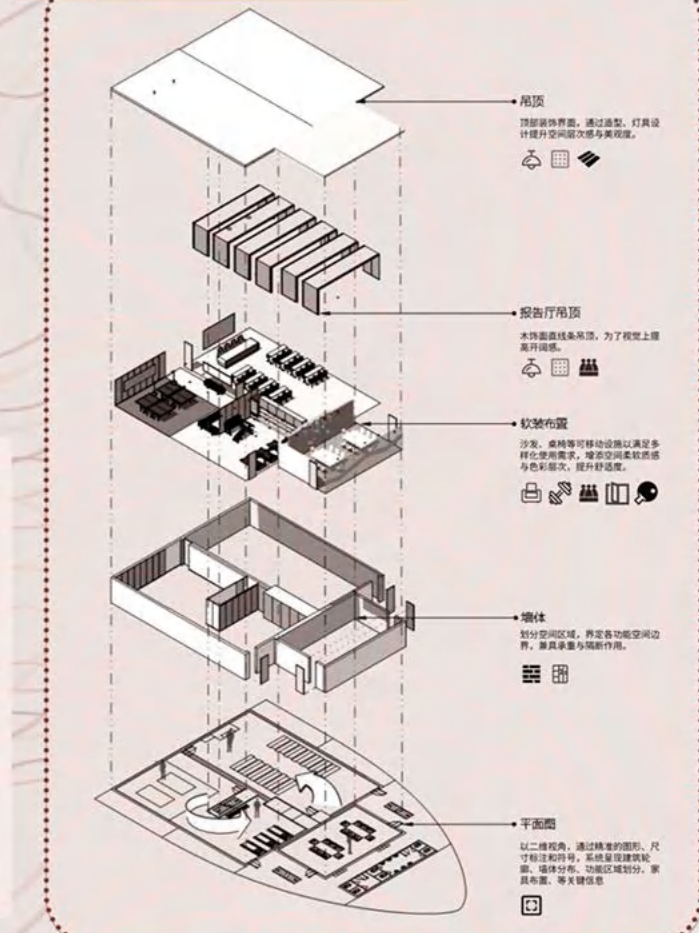 吊顶
顶部装饰界面，通过造型、灯具设
计提升空间层次感与美观度。
报告厅吊顶
木饰面直线条吊顶，为了视觉上提
高开阔感。
软装布置
沙发、桌椅等可移动设施以满足多
样化使用需求，增添空间柔软质感
与色彩层次，提升舒适度。
墙体
划分空间区域，界定各功能空间边
界，兼具承重与隔断作用。
平面图
以二维视角，通过精准的图形、尺
寸标注和符号，系统呈现建筑轮
廓、墙体分布、功能区域划分、家
具布置、等关键信息